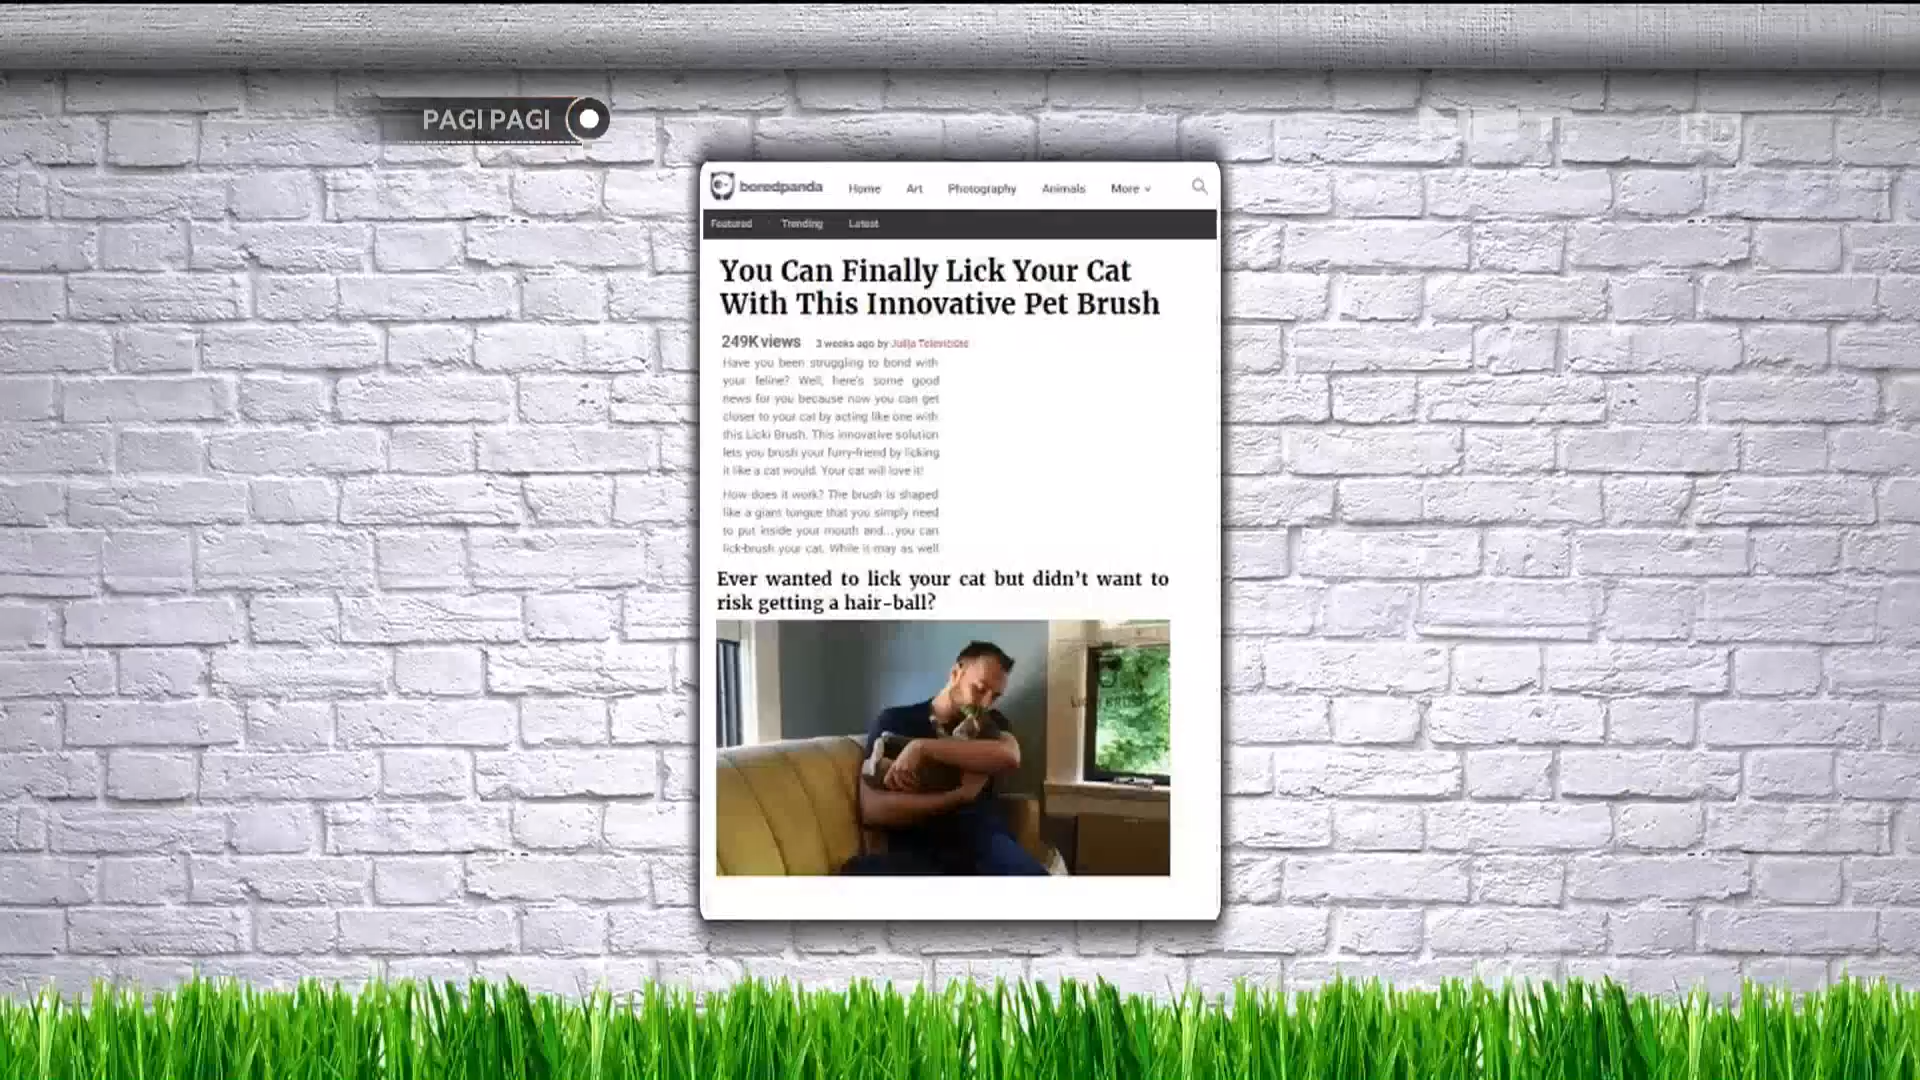 PAGI PAGI
NET.
HD
boredpanda Home Art Photography Animals More
Featured Trending Latest
You Can Finally Lick Your Cat
With This Innovative Pet Brush
249K views 3 weeks ago by
Have you been struggling to bond with
your feline? Well, here's some good
news for you because now you can get
closer to your cat by acting like one with
this Licki Brush. This innovative solution
lets you brush your furry-friend by licking
it like a cat would. Your cat will love it!
How does it work? The brush is shaped
like a giant tongue that you simply need
to put inside your mouth and...you can
lick-brush your cat. While it may as well
Ever wanted to lick your cat but didn't want to
risk getting a hair-ball?
LICKI BRUSH